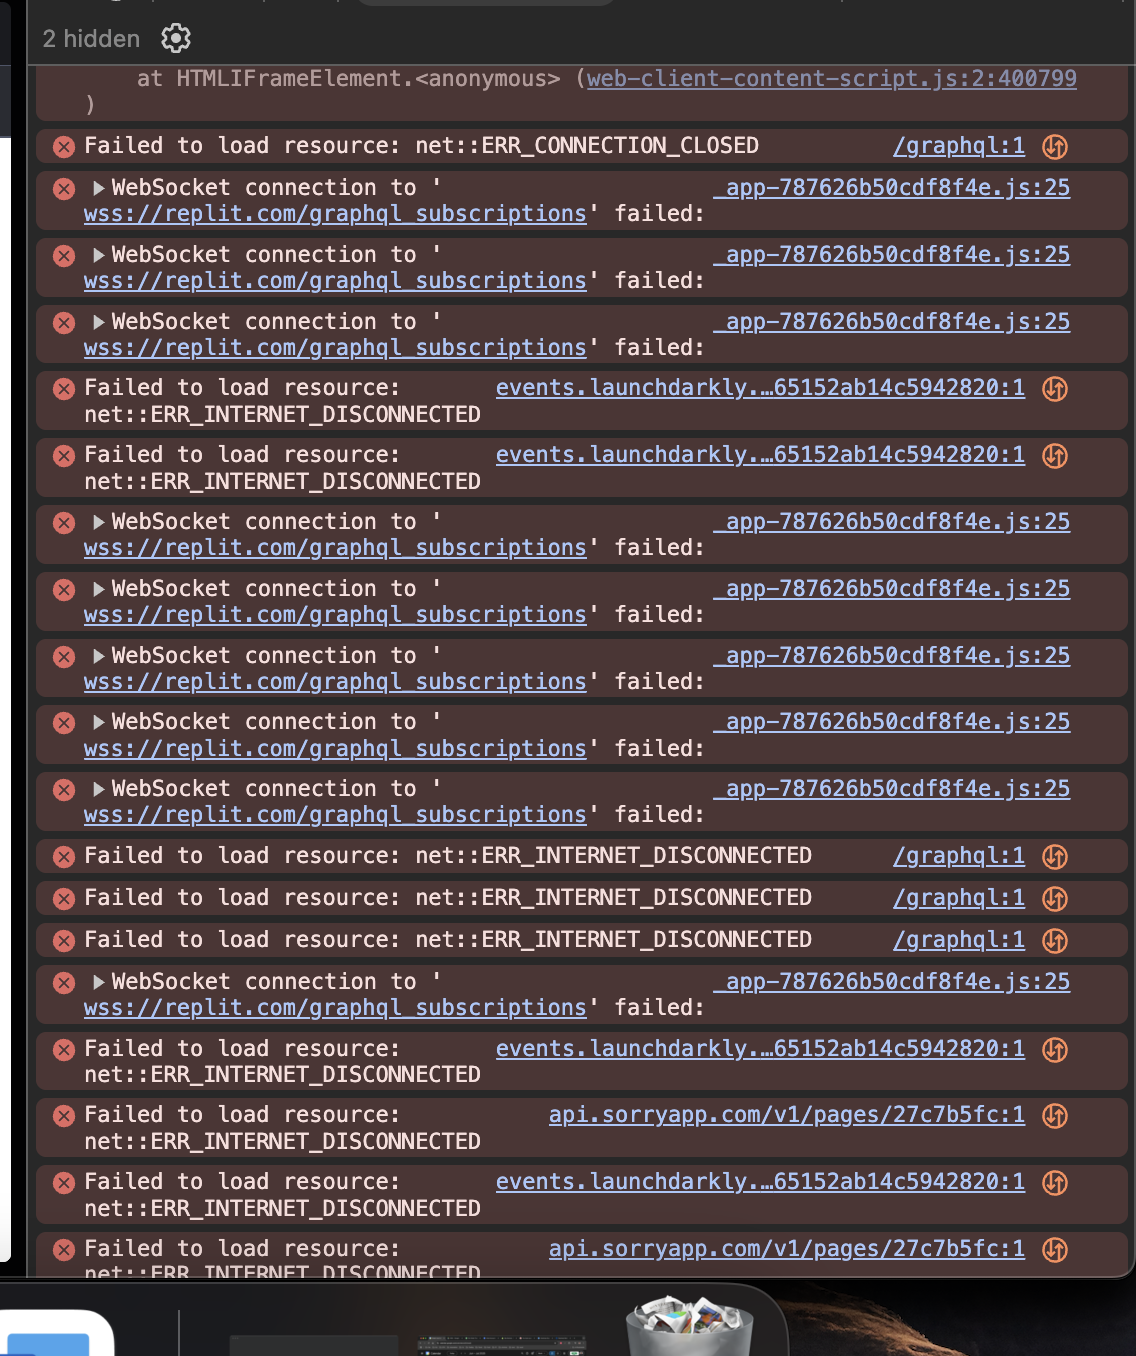 2 hidden
at HTMLIFrameElement.<anonymous> (web-client-content-script.js:2:400799
)
Failed to load resource: net::ERR_CONNECTION_CLOSED /graphql:1
WebSocket connection to ' _app-787626b50cdf8f4e.js:25
wss://replit.com/graphql_subscriptions' failed:
WebSocket connection to ' _app-787626b50cdf8f4e.js:25
wss://replit.com/graphql_subscriptions' failed:
WebSocket connection to ' _app-787626b50cdf8f4e.js:25
wss://replit.com/graphql_subscriptions' failed:
Failed to load resource: events.launchdarkly.…65152ab14c5942820:1
net::ERR_INTERNET_DISCONNECTED
Failed to load resource: events.launchdarkly.…65152ab14c5942820:1
net::ERR_INTERNET_DISCONNECTED
WebSocket connection to ' _app-787626b50cdf8f4e.js:25
wss://replit.com/graphql_subscriptions' failed:
WebSocket connection to ' _app-787626b50cdf8f4e.js:25
wss://replit.com/graphql_subscriptions' failed:
WebSocket connection to ' _app-787626b50cdf8f4e.js:25
wss://replit.com/graphql_subscriptions' failed:
WebSocket connection to ' _app-787626b50cdf8f4e.js:25
wss://replit.com/graphql_subscriptions' failed:
WebSocket connection to ' _app-787626b50cdf8f4e.js:25
wss://replit.com/graphql_subscriptions' failed:
Failed to load resource: net::ERR_INTERNET_DISCONNECTED /graphql:1
Failed to load resource: net::ERR_INTERNET_DISCONNECTED /graphql:1
Failed to load resource: net::ERR_INTERNET_DISCONNECTED /graphql:1
WebSocket connection to ' _app-787626b50cdf8f4e.js:25
wss://replit.com/graphql_subscriptions' failed:
Failed to load resource: events.launchdarkly.…65152ab14c5942820:1
net::ERR_INTERNET_DISCONNECTED
Failed to load resource: api.sorryapp.com/v1/pages/27c7b5fc:1
net::ERR_INTERNET_DISCONNECTED
Failed to load resource: events.launchdarkly.…65152ab14c5942820:1
net::ERR_INTERNET_DISCONNECTED
Failed to load resource: api.sorryapp.com/v1/pages/27c7b5fc:1
net::ERR_INTERNET_DISCONNECTED